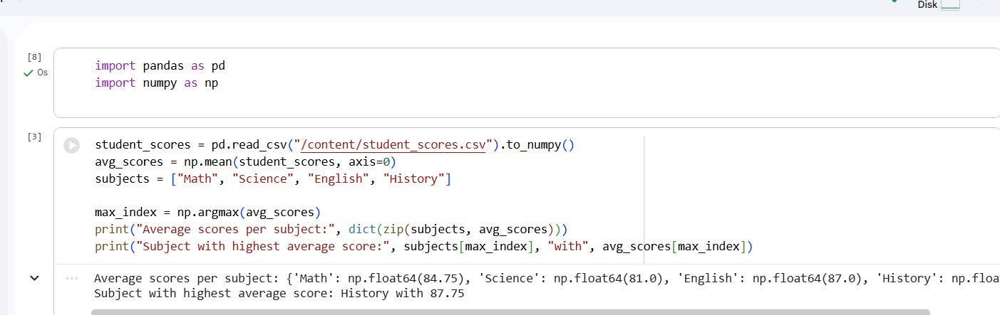 Disk
[8]
0s
import pandas as pd
import numpy as np
[3]
student_scores = pd.read_csv("/content/student_scores.csv").to_numpy()
avg_scores = np.mean(student_scores, axis=0)
subjects = ["Math", "Science", "English", "History"]
max_index = np.argmax(avg_scores)
print("Average scores per subject:", dict(zip(subjects, avg_scores)))
print("Subject with highest average score:", subjects[max_index], "with", avg_scores[max_index])
Average scores per subject: {'Math': np.float64(84.75), 'Science': np.float64(81.0), 'English': np.float64(87.0), 'History': np.floa
Subject with highest average score: History with 87.75